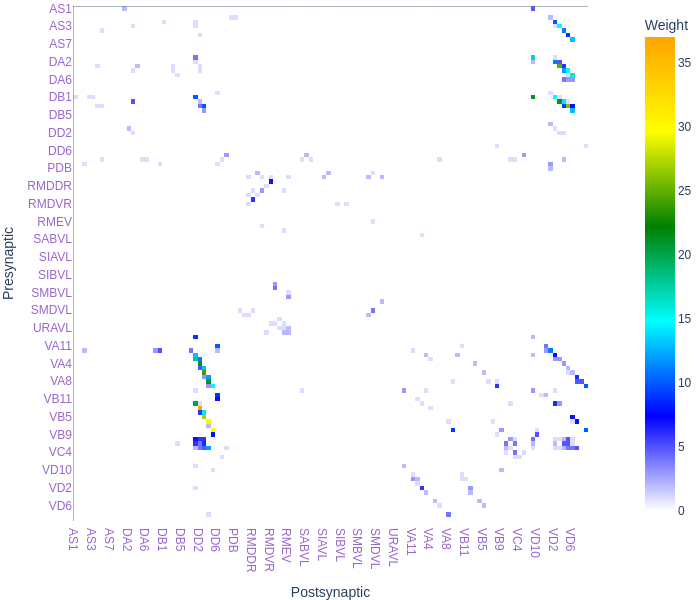 Weight
AS1
AS3
AS7
DA2
DA6
DB1
DB5
DD2
DD6
PDB
RMDDR
RMDVR
RMEV
SABVL
SIAVL
SIBVL
SMBVL
SMDVL
URAVL
VA11
VA4
VA8
VB11
VB5
VB9
VC4
VD10
VD2
VD6
Presynaptic
35
30
25
20
15
10
5
0
AS1 AS3 AS7 DA2 DA6 DB1 DB5 DD2 DD6 PDB RMDDR RMDVR RMEV SABVL SIAVL SIBVL SMBVL SMDVL URAVL VA11 VA4 VA8 VB11 VB5 VB9 VC4 VD10 VD2 VD6
Postsynaptic